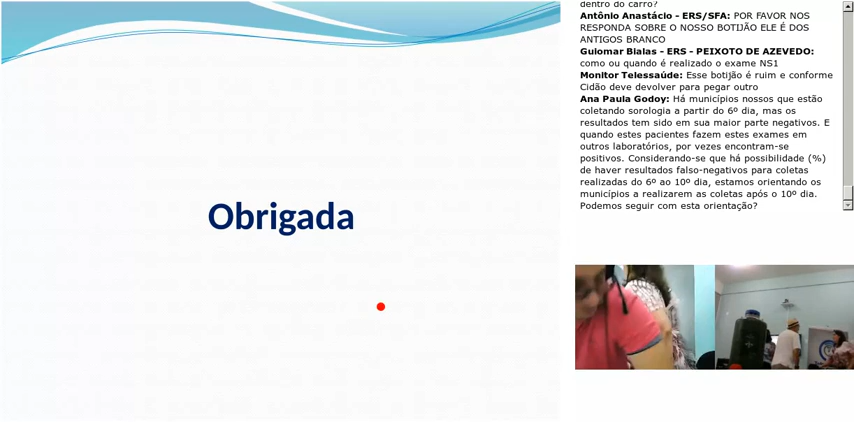 Obrigada
dentro do carro?
Antônio Anastácio - ERS/SFA: POR FAVOR NOS
RESPONDA SOBRE O NOSSO BOTIJÃO ELE É DOS
ANTIGOS BRANCO
Guiomar Bialas - ERS - PEIXOTO DE AZEVEDO:
como ou quando é realizado o exame NS1
Monitor Telessaúde: Esse botijão é ruim e conforme
Cidão deve devolver para pegar outro
Ana Paula Godoy: Há municípios nossos que estão
coletando sorologia a partir do 6º dia, mas os
resultados tem sido em sua maior parte negativos. E
quando estes pacientes fazem estes exames em
outros laboratórios, por vezes encontram-se
positivos. Considerando-se que há possibilidade (%)
de haver resultados falso-negativos para coletas
realizadas do 6º ao 10º dia, estamos orientando os
municípios a realizarem as coletas após o 10º dia.
Podemos seguir com esta orientação?